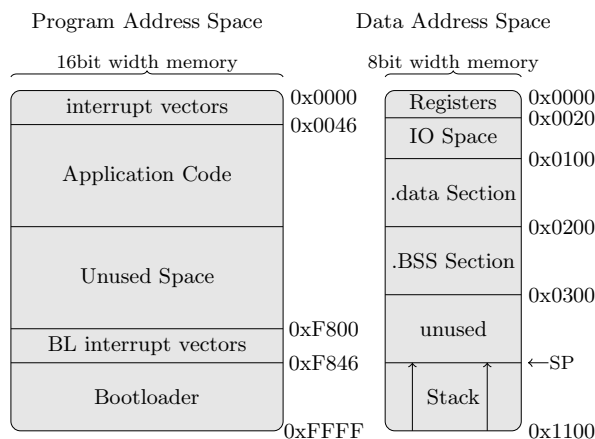 Program Address Space
16bit width memory
interrupt vectors
0x0000
0x0046
Application Code
Unused Space
0xF800
BL interrupt vectors
0xF846
Bootloader
0xFFFF
Data Address Space
8bit width memory
Registers
0x0000
0x0020
IO Space
0x0100
.data Section
0x0200
.BSS Section
0x0300
unused
←SP
Stack
0x1100